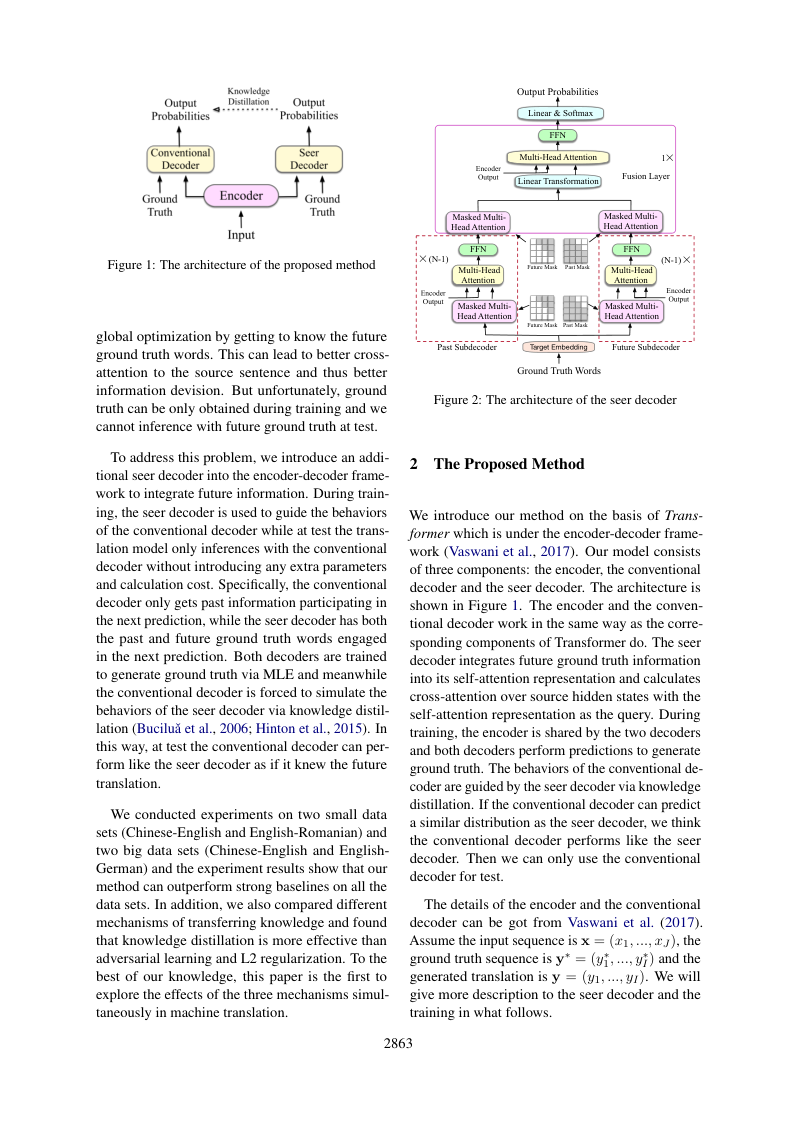 Knowledge
Distillation
Output
Probabilities
Output
Probabilities
Conventional
Decoder
Seer
Decoder
Ground
Truth
Encoder
Ground
Truth
Input
Figure 1: The architecture of the proposed method
global optimization by getting to know the future
ground truth words. This can lead to better cross-
attention to the source sentence and thus better
information devision. But unfortunately, ground
truth can be only obtained during training and we
cannot inference with future ground truth at test.
To address this problem, we introduce an addi-
tional seer decoder into the encoder-decoder frame-
work to integrate future information. During train-
ing, the seer decoder is used to guide the behaviors
of the conventional decoder while at test the trans-
lation model only inferences with the conventional
decoder without introducing any extra parameters
and calculation cost. Specifically, the conventional
decoder only gets past information participating in
the next prediction, while the seer decoder has both
the past and future ground truth words engaged
in the next prediction. Both decoders are trained
to generate ground truth via MLE and meanwhile
the conventional decoder is forced to simulate the
behaviors of the seer decoder via knowledge distil-
lation (Buciluǎ et al., 2006; Hinton et al., 2015). In
this way, at test the conventional decoder can per-
form like the seer decoder as if it knew the future
translation.
We conducted experiments on two small data
sets (Chinese-English and English-Romanian) and
two big data sets (Chinese-English and English-
German) and the experiment results show that our
method can outperform strong baselines on all the
data sets. In addition, we also compared different
mechanisms of transferring knowledge and found
that knowledge distillation is more effective than
adversarial learning and L2 regularization. To the
best of our knowledge, this paper is the first to
explore the effects of the three mechanisms simul-
taneously in machine translation.
Output Probabilities
Linear & Softmax
FFN
Multi-Head Attention
1×
Encoder
Output
Fusion Layer
Linear Transformation
Masked Multi-
Head Attention
Masked Multi-
Head Attention
FFN
FFN
×(N-1)
(N-1)×
Future Mask
Past Mask
Multi-Head
Attention
Multi-Head
Attention
Encoder
Output
Encoder
Output
Masked Multi-
Head Attention
Masked Multi-
Head Attention
Future Mask
Past Mask
Past Subdecoder
Target Embedding
Future Subdecoder
Ground Truth Words
Figure 2: The architecture of the seer decoder
2 The Proposed Method
We introduce our method on the basis of Trans-
former which is under the encoder-decoder frame-
work (Vaswani et al., 2017). Our model consists
of three components: the encoder, the conventional
decoder and the seer decoder. The architecture is
shown in Figure 1. The encoder and the conven-
tional decoder work in the same way as the corre-
sponding components of Transformer do. The seer
decoder integrates future ground truth information
into its self-attention representation and calculates
cross-attention over source hidden states with the
self-attention representation as the query. During
training, the encoder is shared by the two decoders
and both decoders perform predictions to generate
ground truth. The behaviors of the conventional de-
coder are guided by the seer decoder via knowledge
distillation. If the conventional decoder can predict
a similar distribution as the seer decoder, we think
the conventional decoder performs like the seer
decoder. Then we can only use the conventional
decoder for test.
The details of the encoder and the conventional
decoder can be got from Vaswani et al. (2017).
Assume the input sequence is x = (x₁, ..., x_J), the
ground truth sequence is y* = (y₁*, ..., y_I*) and the
generated translation is y = (y₁, ..., y_I). We will
give more description to the seer decoder and the
training in what follows.
2863